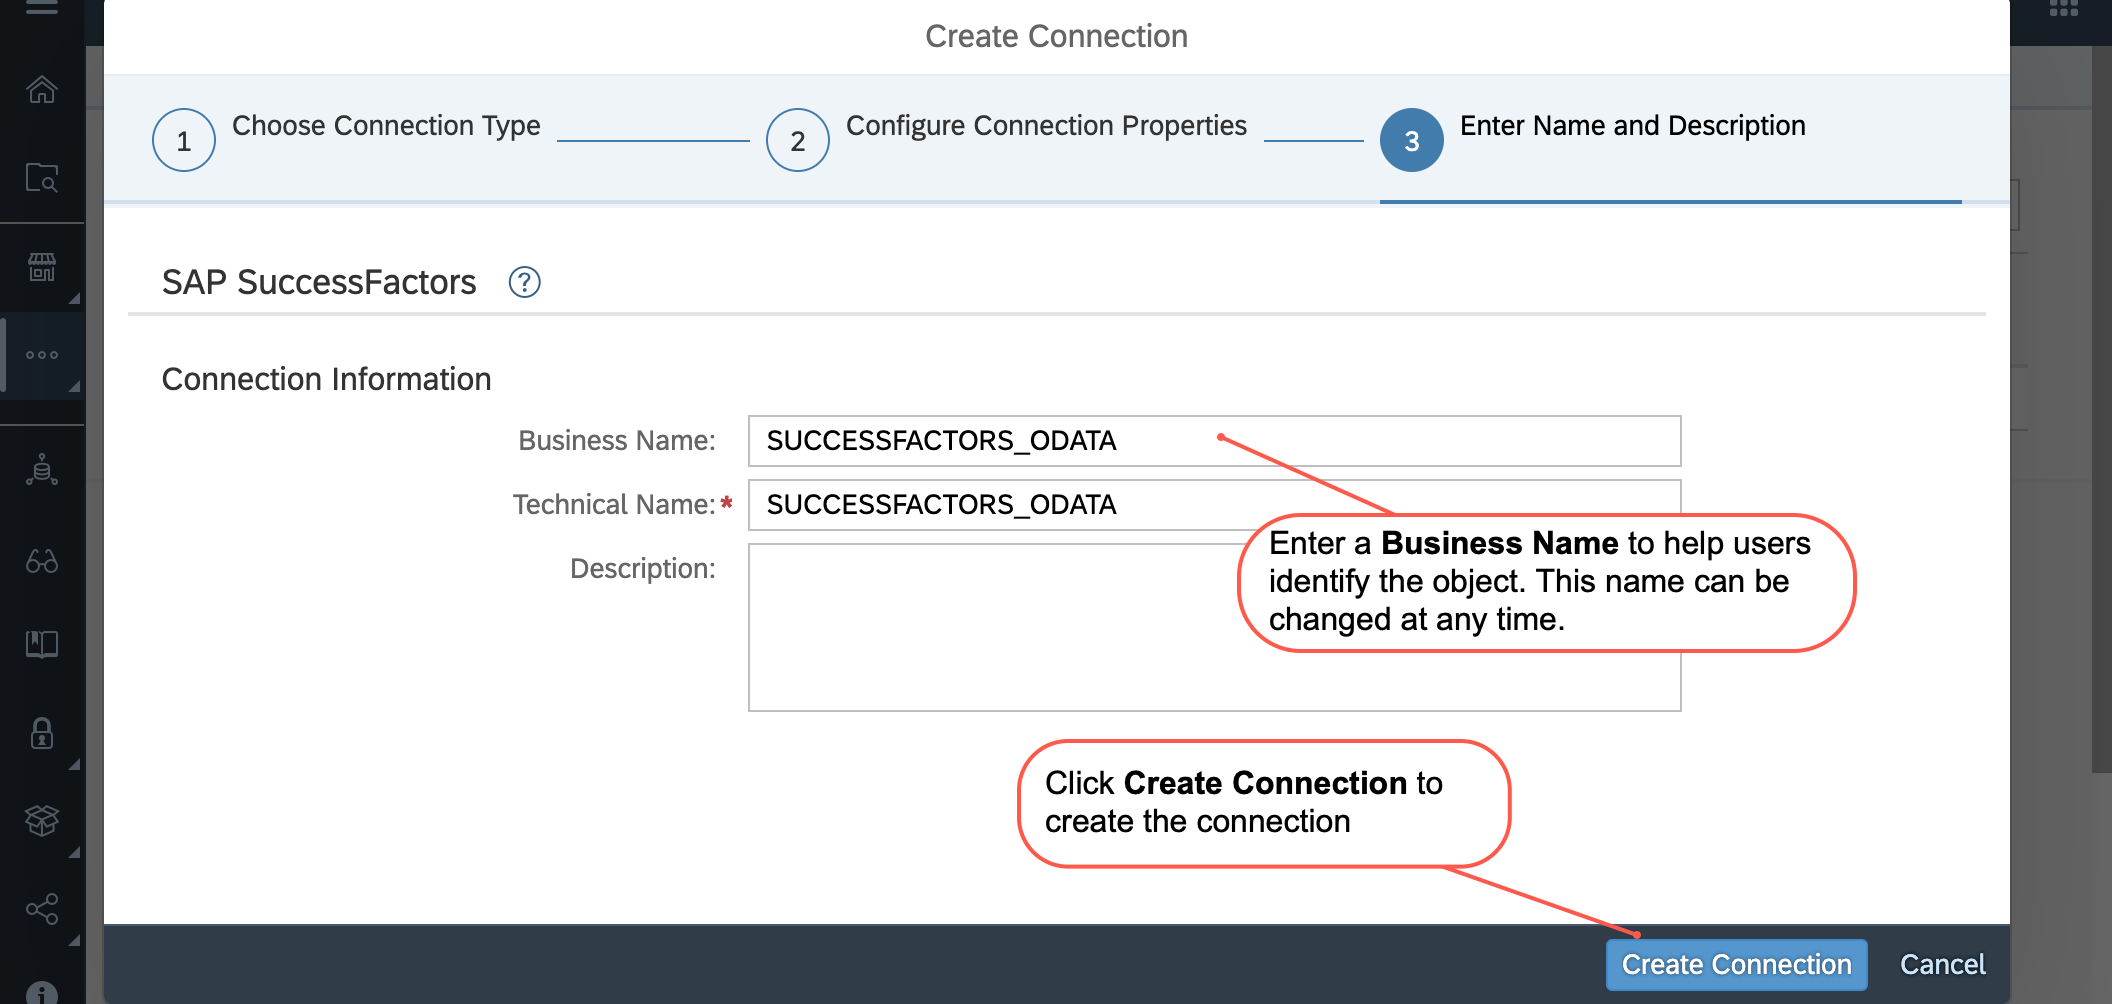 Create Connection
1 Choose Connection Type
2 Configure Connection Properties
3 Enter Name and Description
SAP SuccessFactors ?
Connection Information
Business Name: SUCCESSFACTORS_ODATA
Technical Name:* SUCCESSFACTORS_ODATA
Description:
Enter a Business Name to help users
identify the object. This name can be
changed at any time.
Click Create Connection to
create the connection
Create Connection Cancel